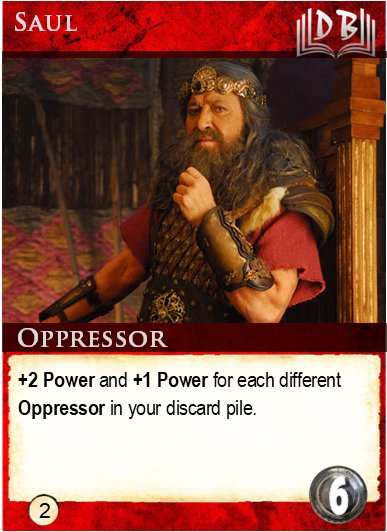 SAUL
DB
OPPRESSOR
+2 Power and +1 Power for each different
Oppressor in your discard pile.
2
6